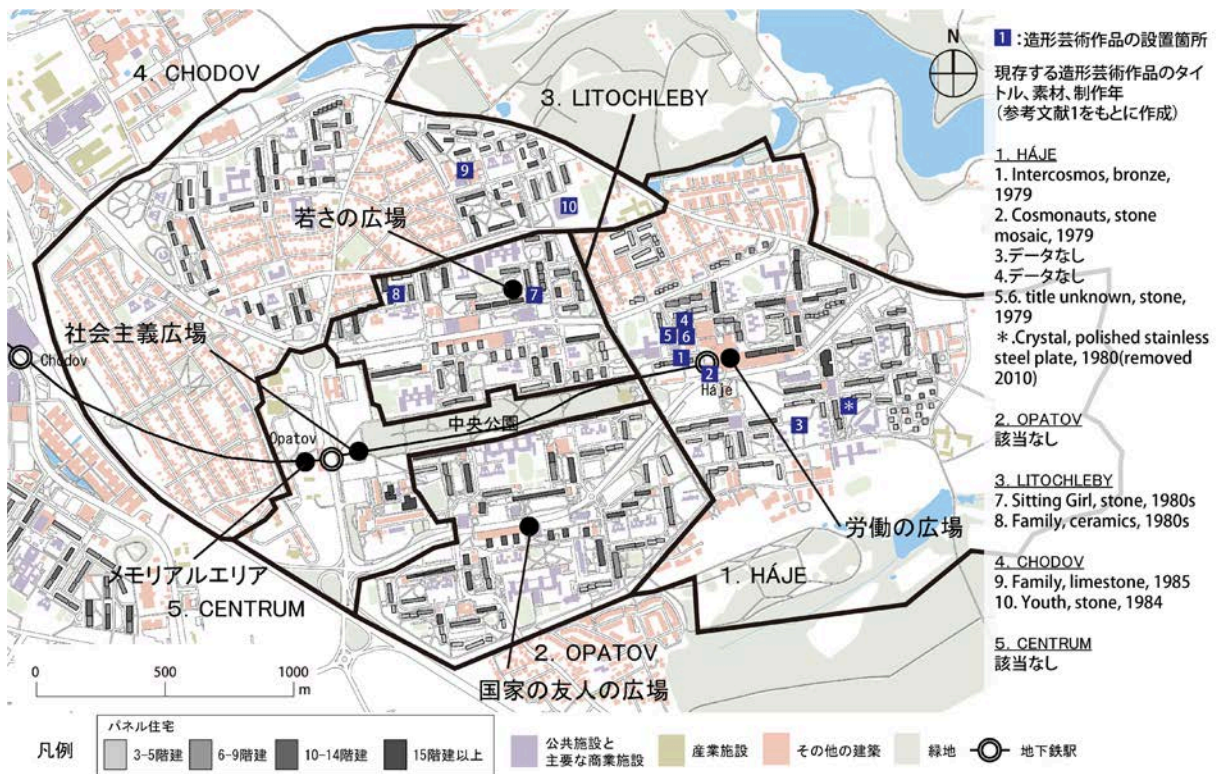 4. CHODOV
3. LITOCHLEBY
若さの広場
社会主義広場
Chodov
Opatov
中央公園
Háje
メモリアルエリア
5. CENTRUM
労働の広場
1. HÁJE
2. OPATOV
国家の友人の広場
9
10
8
7
4
5
6
1
2
3
*
0
500
1000
m
N
1:造形芸術作品の設置箇所
現存する造形芸術作品のタイ
トル、素材、制作年
(参考文献1をもとに作成)
1. HÁJE
1. Intercosmos, bronze,
1979
2. Cosmonauts, stone
mosaic, 1979
3.データなし
4.データなし
5.6. title unknown, stone,
1979
*.Crystal, polished stainless
steel plate, 1980(removed
2010)
2. OPATOV
該当なし
3. LITOCHLEBY
7. Sitting Girl, stone, 1980s
8. Family, ceramics, 1980s
4. CHODOV
9. Family, limestone, 1985
10. Youth, stone, 1984
5. CENTRUM
該当なし
凡例
パネル住宅
3-5階建
6-9階建
10-14階建
15階建以上
公共施設と
主要な商業施設
産業施設
その他の建築
緑地
地下鉄駅